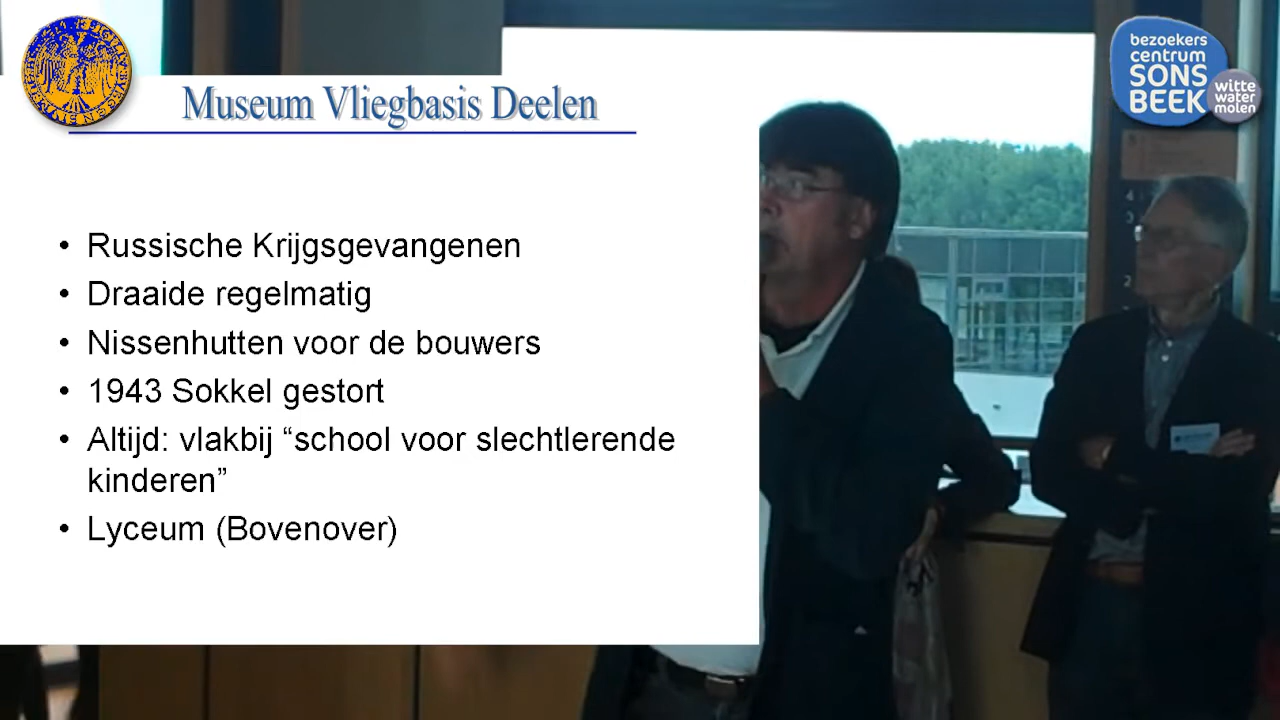 Museum Vliegbasis Deelen
bezoekers
centrum
SONS
BEEK
witte
water
molen
• Russische Krijgsgevangenen
• Draaide regelmatig
• Nissenhutten voor de bouwers
• 1943 Sokkel gestort
• Altijd: vlakbij “school voor slechtlerende
kinderen”
• Lyceum (Bovenover)